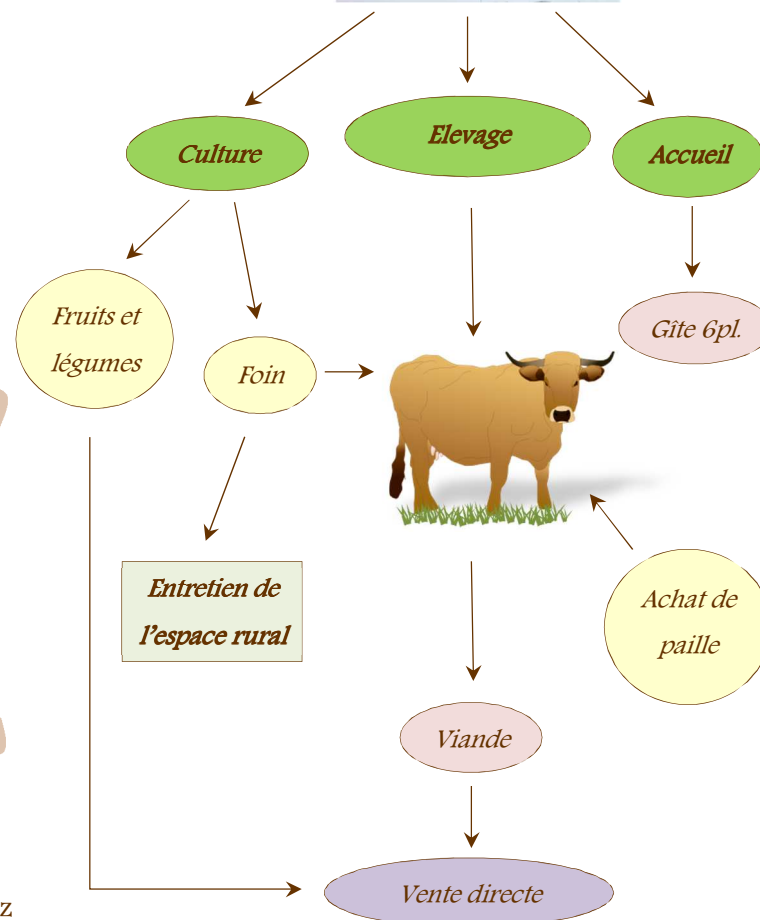 Culture
Elevage
Accueil
Fruits et
légumes
Foin
Gîte 6pl.
Entretien de
l'espace rural
Achat de
paille
Viande
Vente directe
z